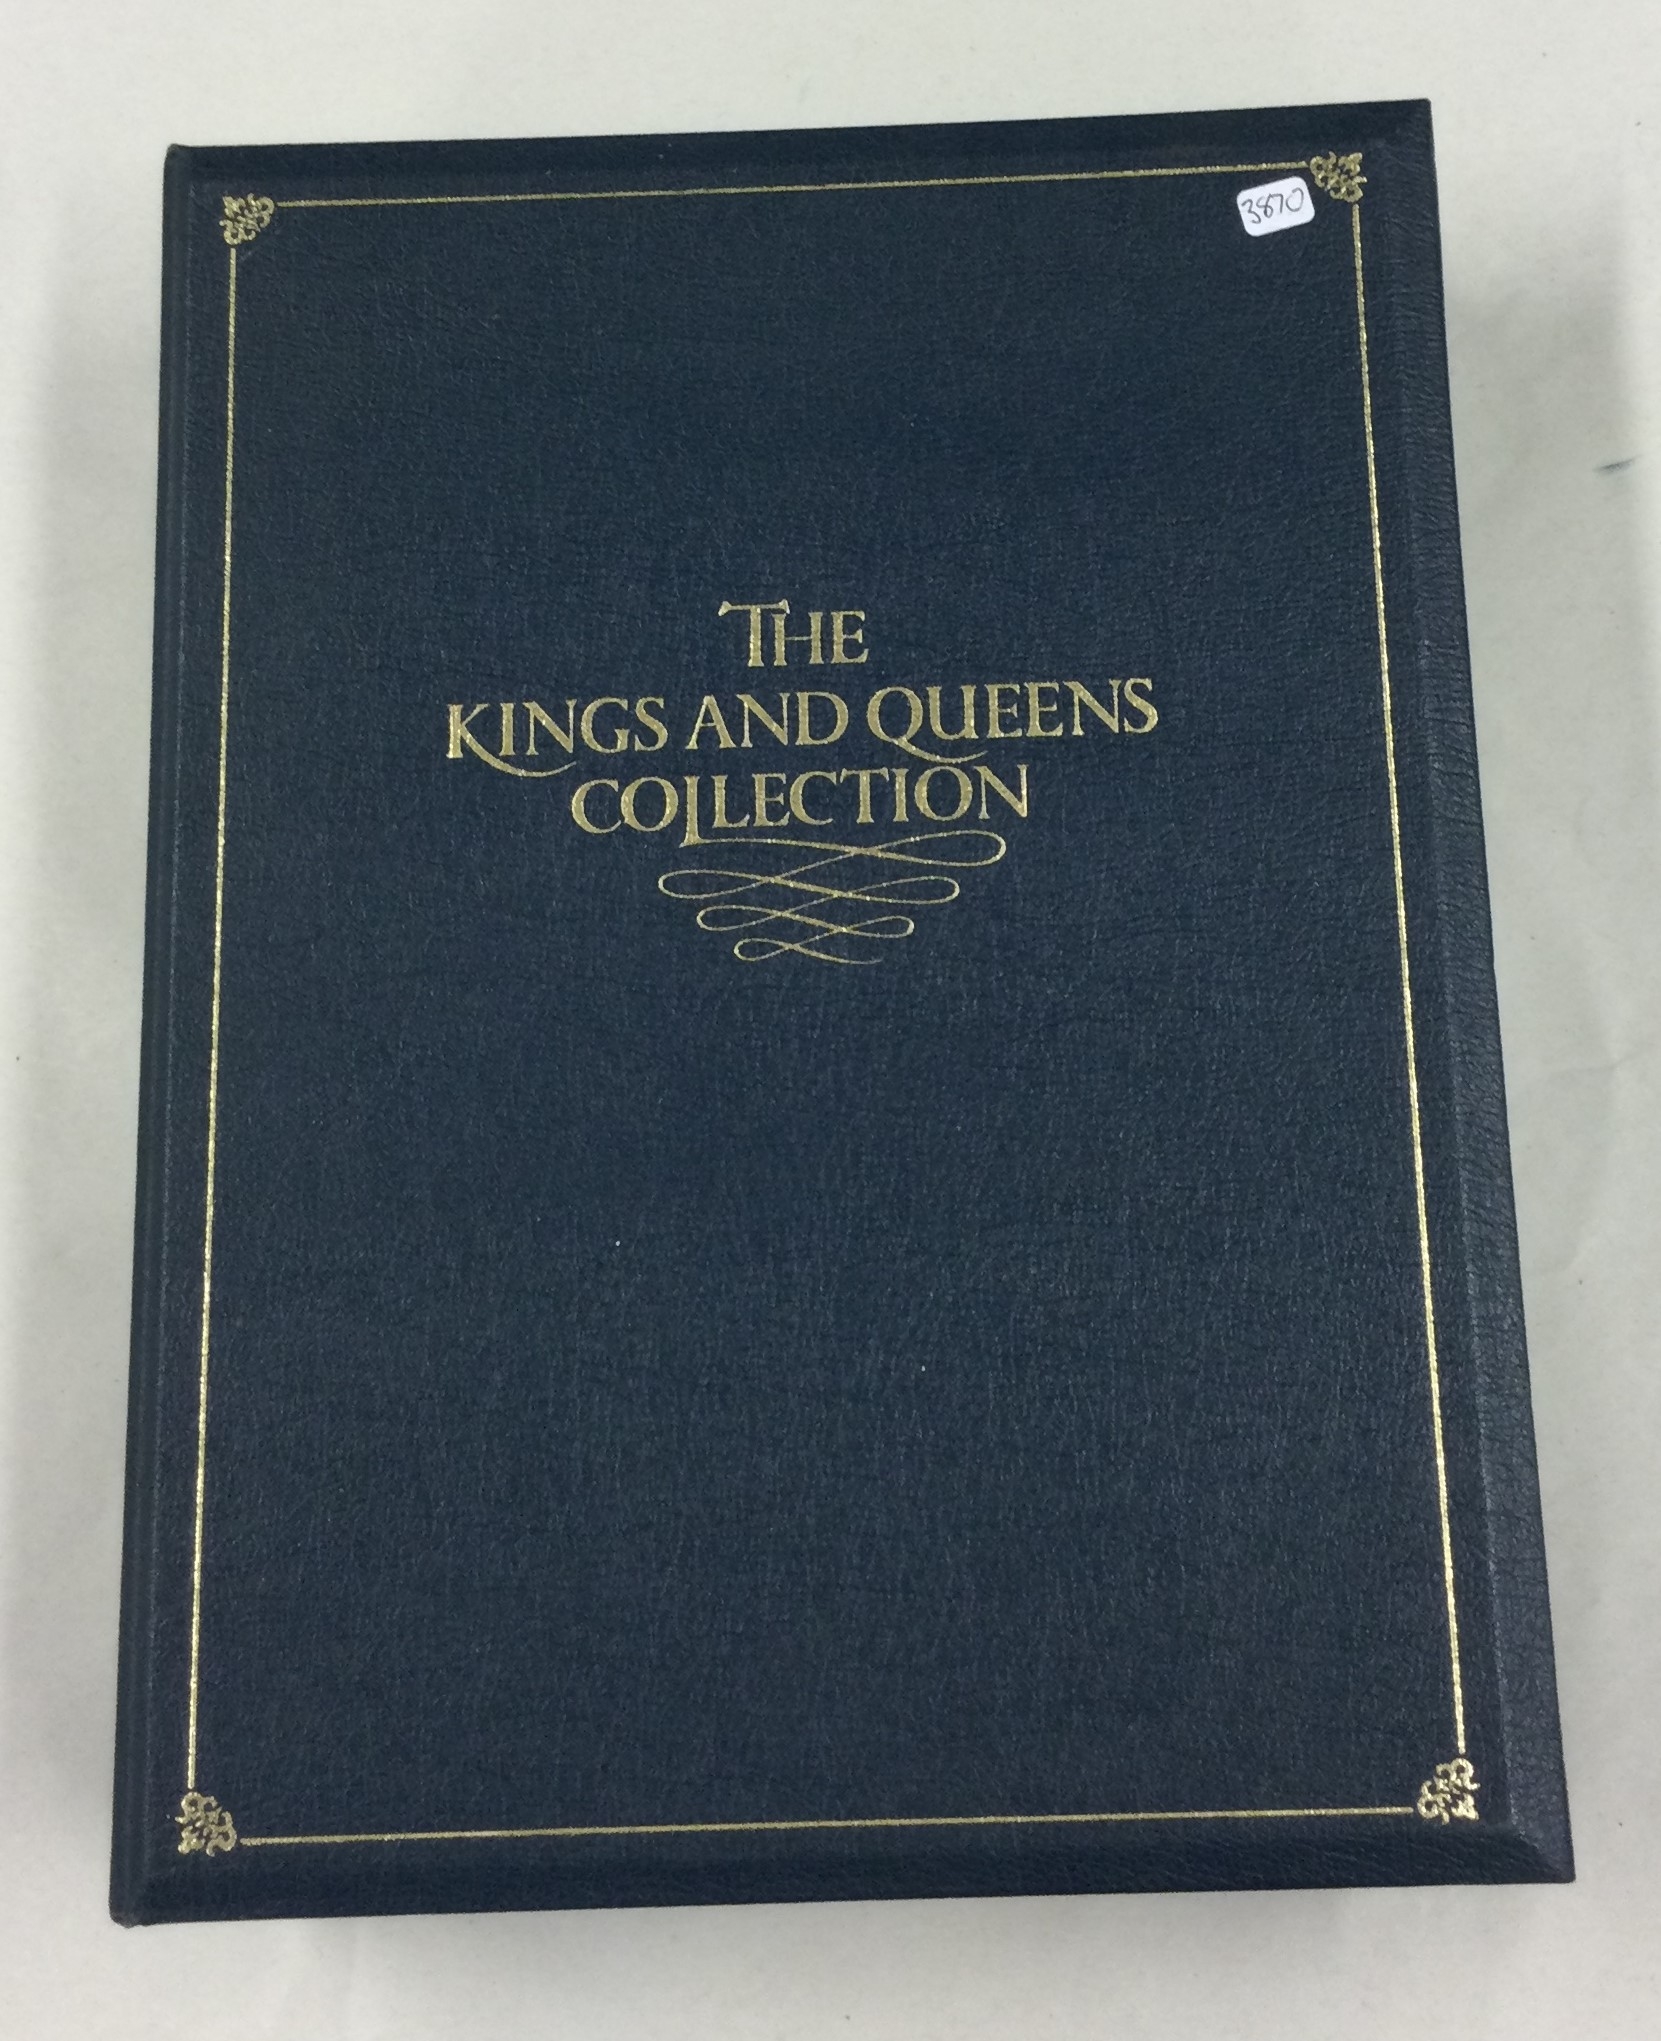 3870
THE
KINGS AND QUEENS
COLLECTION